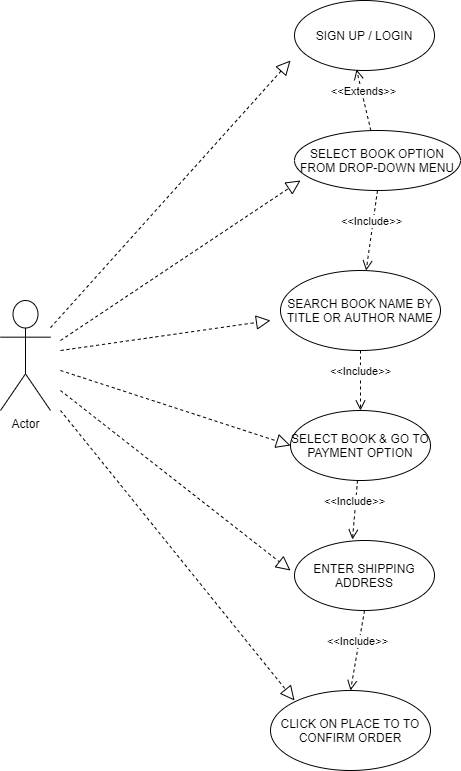 SIGN UP / LOGIN
<<Extends>>
SELECT BOOK OPTION
FROM DROP-DOWN MENU
<<Include>>
SEARCH BOOK NAME BY
TITLE OR AUTHOR NAME
<<Include>>
Actor
SELECT BOOK & GO TO
PAYMENT OPTION
<<Include>>
ENTER SHIPPING
ADDRESS
<<Include>>
CLICK ON PLACE TO TO
CONFIRM ORDER